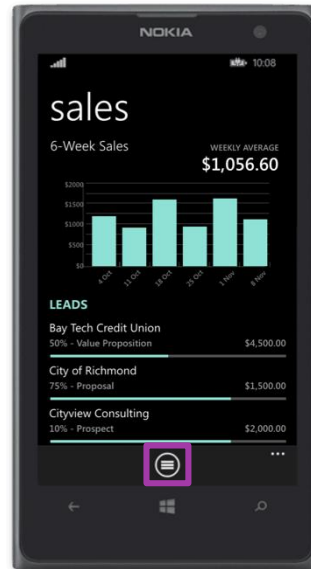 NOKIA
10:08
sales
6-Week Sales
WEEKLY AVERAGE
$1,056.60
$2000
$1500
$1000
$500
$0
4 Oct
11 Oct
18 Oct
25 Oct
1 Nov
8 Nov
LEADS
Bay Tech Credit Union
50% - Value Proposition $4,500.00
City of Richmond
75% - Proposal $1,500.00
Cityview Consulting
10% - Prospect $2,000.00